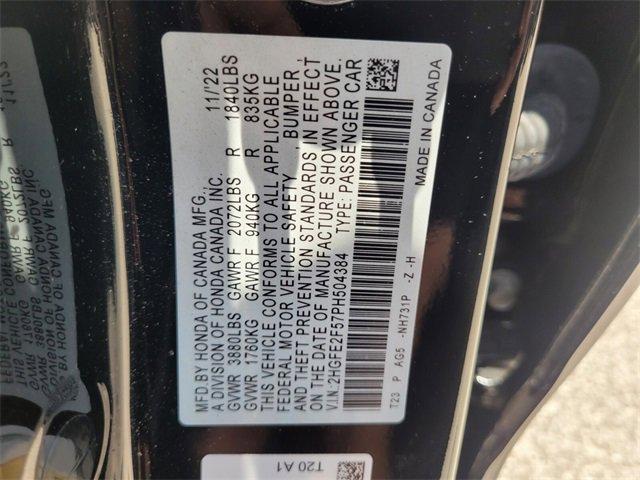 MFD BY HONDA OF CANADA MFG.
A DIVISION OF HONDA CANADA INC. 11/'22
GVWR 3880LBS GAWR F 2072LBS R 1840LBS
GVWR 1760KG GAWR F 940KG R 835KG
THIS VEHICLE CONFORMS TO ALL APPLICABLE
FEDERAL MOTOR VEHICLE SAFETY BUMPER,
AND THEFT PREVENTION STANDARDS, IN EFFECT
ON THE DATE OF MANUFACTURE SHOWN ABOVE.
V.I.N.:2HGFE2F57PH504384 TYPE: PASSENGER CAR
T23 P AG5 -NH731P -Z -H MADE IN CANADA
T20 A1